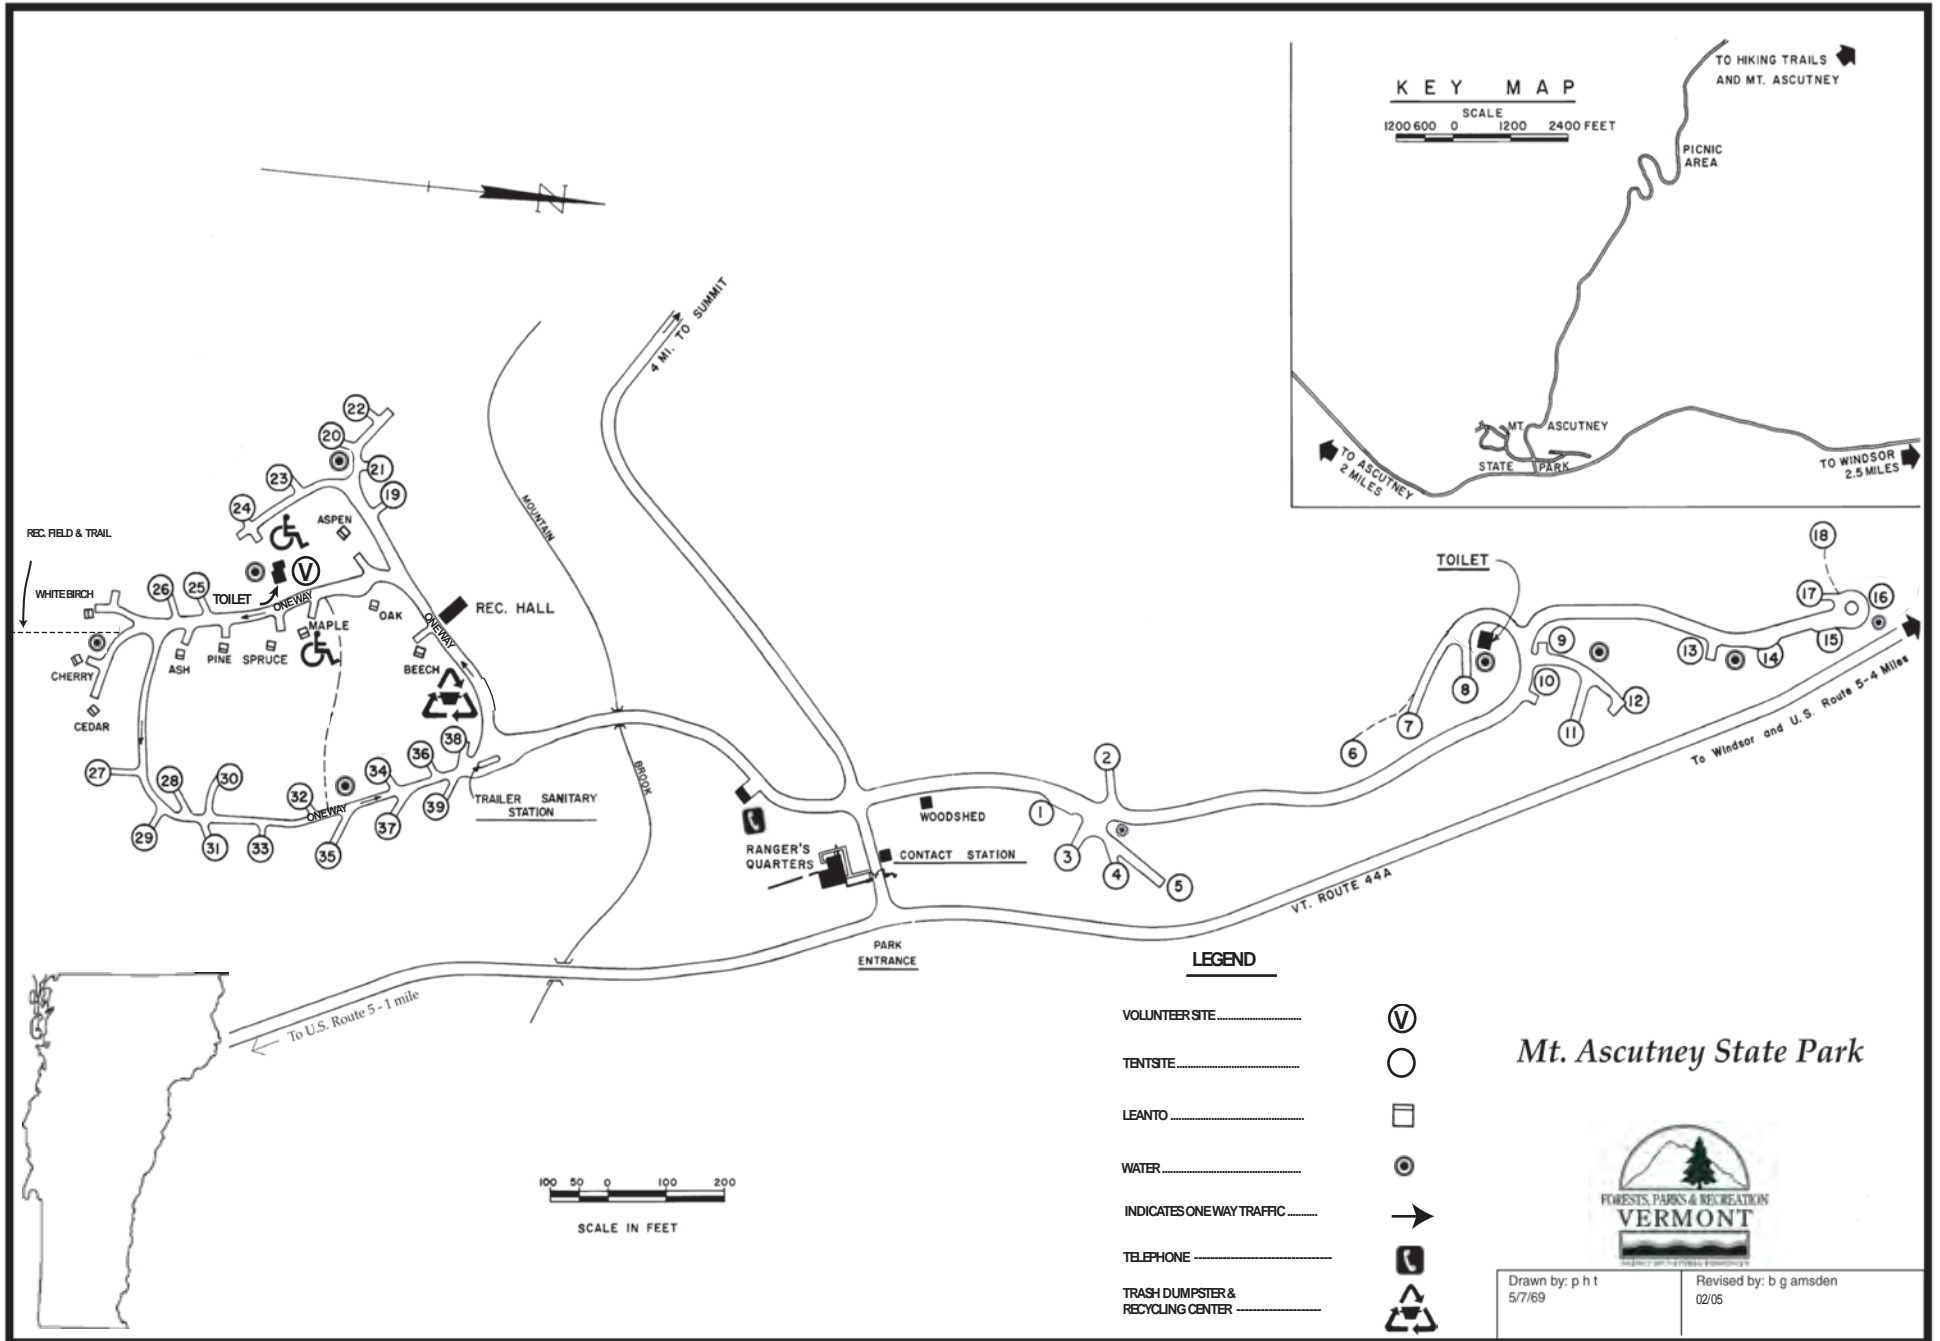 KEY MAP
SCALE
1200 600 0 1200 2400 FEET
TO HIKING TRAILS
AND MT. ASCUTNEY
PICNIC
AREA
MT. ASCUTNEY
STATE PARK
TO ASCUTNEY
2 MILES
TO WINDSOR
2.5 MILES
N
4 MI. TO SUMMIT
MOUNTAIN
BROOK
22
20
21
23
19
24
ASPEN
REC. FIELD & TRAIL
V
WHITE BIRCH
26
25
TOILET
ONEWAY
MAPLE
OAK
REC. HALL
ONEWAY
CHERRY
ASH
PINE
SPRUCE
BEECH
CEDAR
27
28
30
32
34
36
38
ONEWAY
29
31
33
35
37
39
TRAILER SANITARY
STATION
RANGER'S
QUARTERS
WOODSHED
CONTACT STATION
PARK
ENTRANCE
1
2
3
4
5
6
7
8
TOILET
9
10
11
12
13
14
15
16
17
18
VT. ROUTE 44A
To Windsor and U.S. Route 5-4 Miles
To U.S. Route 5 - 1 mile
100 50 0 100 200
SCALE IN FEET
LEGEND
VOLUNTEER SITE ............................... V
TENTSITE .............................................
LEANTO .................................................
WATER ...................................................
INDICATES ONE WAY TRAFFIC ...........
TELEPHONE -----------------------------------
TRASH DUMPSTER &
RECYCLING CENTER ----------------------
Mt. Ascutney State Park
FORESTS, PARKS & RECREATION
VERMONT
Drawn by: p h t
5/7/69
Revised by: b g amsden
02/05